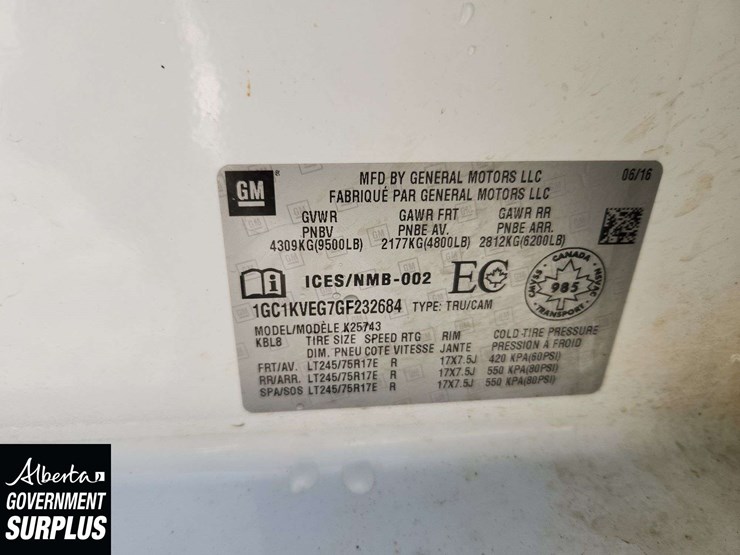 GM
MFD BY GENERAL MOTORS LLC 06/16
FABRIQUÉ PAR GENERAL MOTORS LLC
GVWR GAWR FRT GAWR RR
PNBV PNBE AV. PNBE ARR.
4309KG(9500LB) 2177KG(4800LB) 2812KG(6200LB)
i ICES/NMB-002 EC
CANADA
CMVSS 985 NSVAC
TRANSPORT
1GC1KVEG7GF232684 TYPE: TRU/CAM
MODEL/MODÈLE K25743
KBL8 TIRE SIZE SPEED RTG RIM COLD TIRE PRESSURE
DIM. PNEU COTE VITESSE JANTE PRESSION À FROID
FRT/AV. LT245/75R17E R 17X7.5J 420 KPA(60PSI)
RR/ARR. LT245/75R17E R 17X7.5J 550 KPA(80PSI)
SPA/SOS LT245/75R17E R 17X7.5J 550 KPA(80PSI)
Alberta
GOVERNMENT
SURPLUS